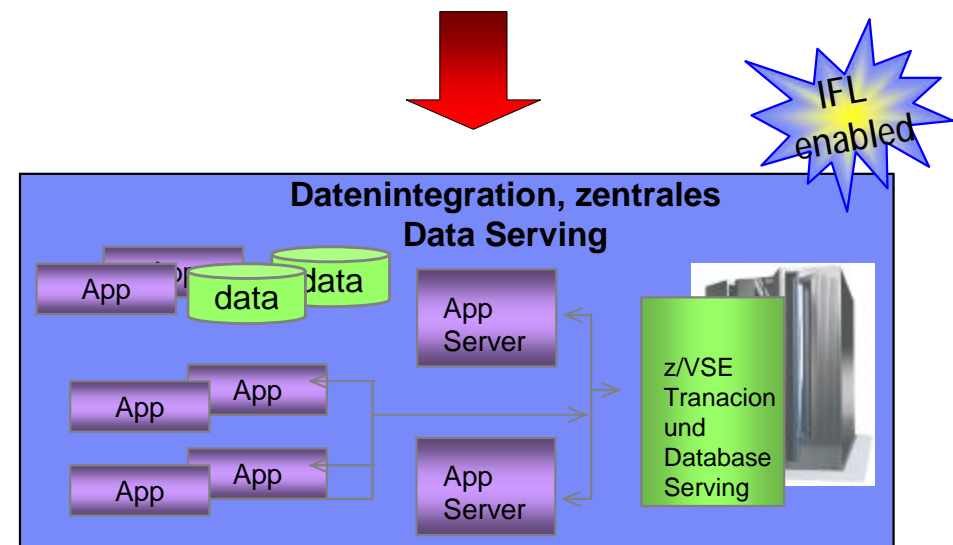 IFL
enabled
Datenintegration, zentrales
Data Serving
App
data
data
App
Server
App
App
App
App
App
Server
z/VSE
Tranacion
und
Database
Serving